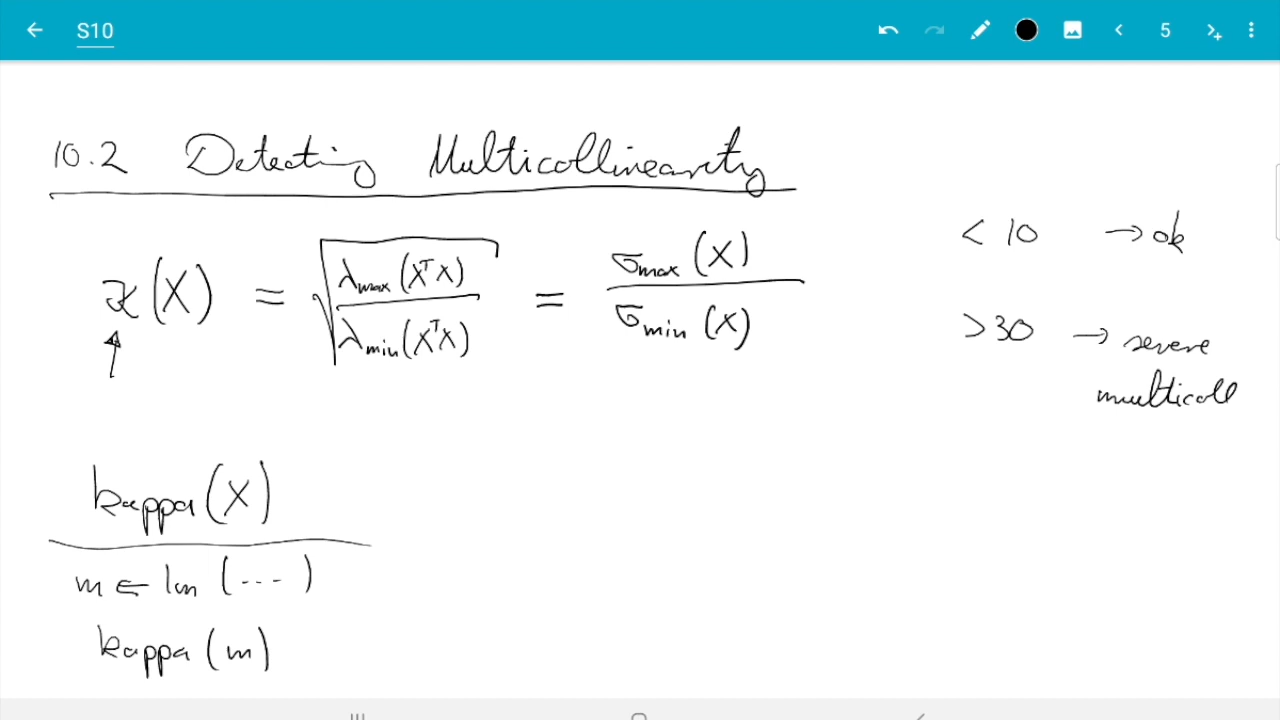 S10
5
10.2 Detecting Multicollinearity
ϰ(X) = √(λmax(XᵀX) / λmin(XᵀX)) = σmax(X) / σmin(X)
< 10 → ok
> 30 → severe
multicoll
kappa(X)
m ← lm (...)
kappa(m)